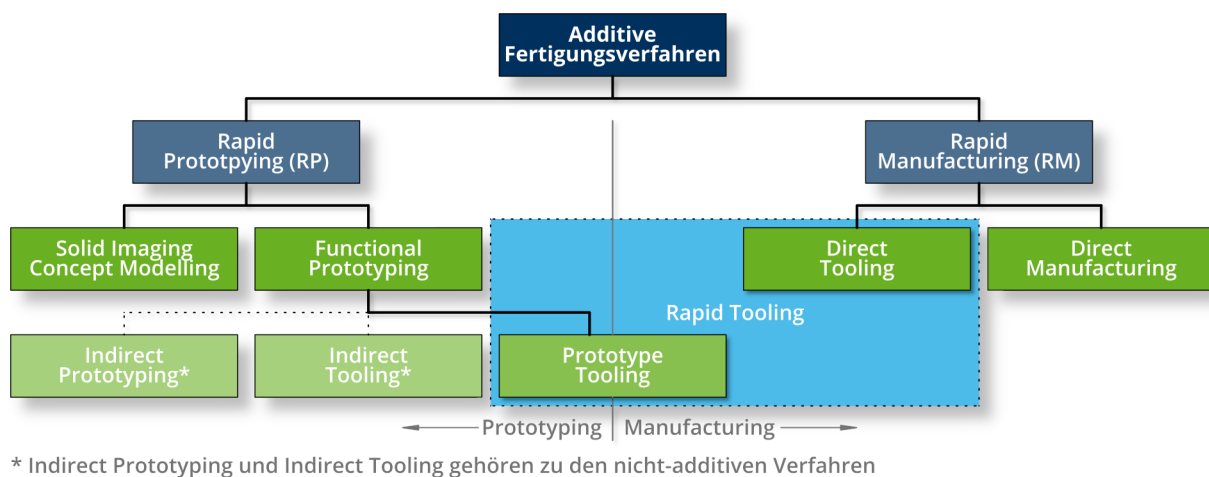 Additive
Fertigungsverfahren
Rapid
Prototpying (RP)
Rapid
Manufacturing (RM)
Solid Imaging
Concept Modelling
Functional
Prototyping
Direct
Tooling
Direct
Manufacturing
Rapid Tooling
Indirect
Prototyping*
Indirect
Tooling*
Prototype
Tooling
Prototyping
Manufacturing
* Indirect Prototyping und Indirect Tooling gehören zu den nicht-additiven Verfahren